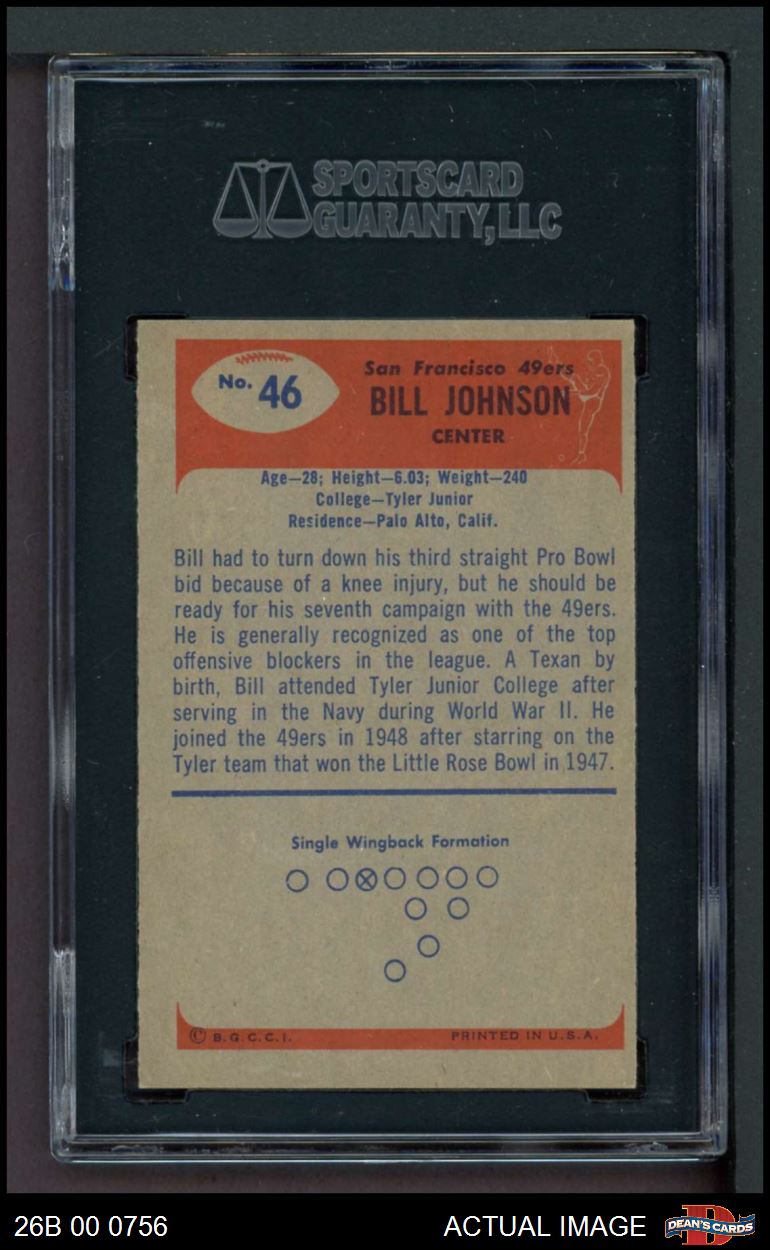 SPORTSCARD
GUARANTY, LLC
No. 46
San Francisco 49ers
BILL JOHNSON
CENTER
Age—28; Height—6.03; Weight—240
College—Tyler Junior
Residence—Palo Alto, Calif.
Bill had to turn down his third straight Pro Bowl
bid because of a knee injury, but he should be
ready for his seventh campaign with the 49ers.
He is generally recognized as one of the top
offensive blockers in the league. A Texan by
birth, Bill attended Tyler Junior College after
serving in the Navy during World War II. He
joined the 49ers in 1948 after starring on the
Tyler team that won the Little Rose Bowl in 1947.
Single Wingback Formation
© B.G.C.C.I. PRINTED IN U.S.A.
26B 00 0756 ACTUAL IMAGE
D
DEAN'S CARDS